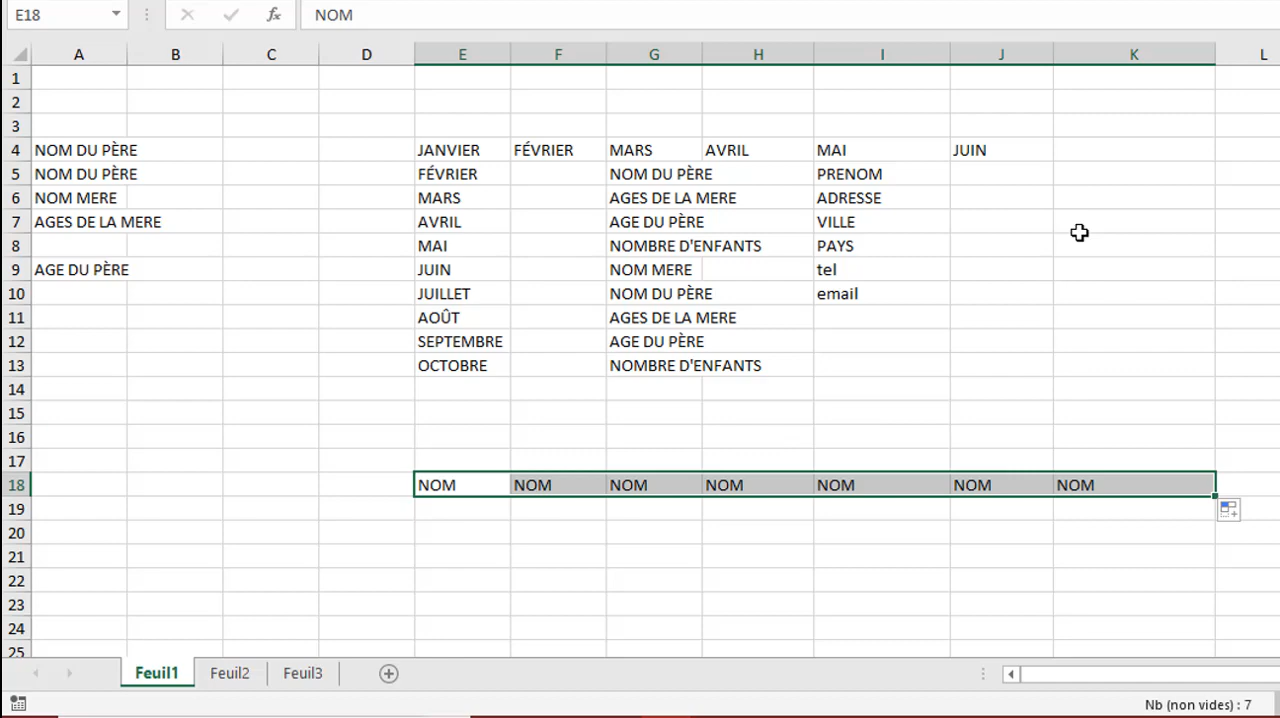 E18 fx NOM
A B C D E F G H I J K L
1
2
3
4 NOM DU PÈRE JANVIER FÉVRIER MARS AVRIL MAI JUIN
5 NOM DU PÈRE FÉVRIER NOM DU PÈRE PRENOM
6 NOM MERE MARS AGES DE LA MERE ADRESSE
7 AGES DE LA MERE AVRIL AGE DU PÈRE VILLE
8 MAI NOMBRE D'ENFANTS PAYS
9 AGE DU PÈRE JUIN NOM MERE tel
10 JUILLET NOM DU PÈRE email
11 AOÛT AGES DE LA MERE
12 SEPTEMBRE AGE DU PÈRE
13 OCTOBRE NOMBRE D'ENFANTS
14
15
16
17
18 NOM NOM NOM NOM NOM NOM NOM
19
20
21
22
23
24
25
Feuil1 Feuil2 Feuil3
Nb (non vides) : 7